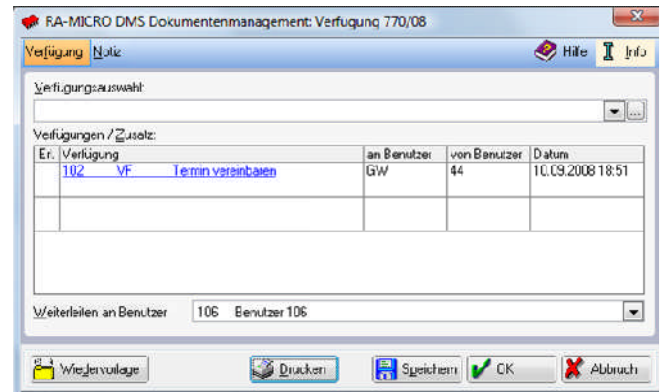 RA-MICRO DMS Dokumentenmanagement: Verfügung 770/08
Verfügung Notiz Hilfe Info
Verfügungsauswahl:
...
Verfügungen / Zusatz:
Er. Verfügung an Benutzer von Benutzer Datum
102 VF Termin vereinbaren GW 44 10.09.2008 18:51
Weiterleiten an Benutzer 106 Benutzer 106
Wiedervorlage Drucken Speichern OK Abbruch